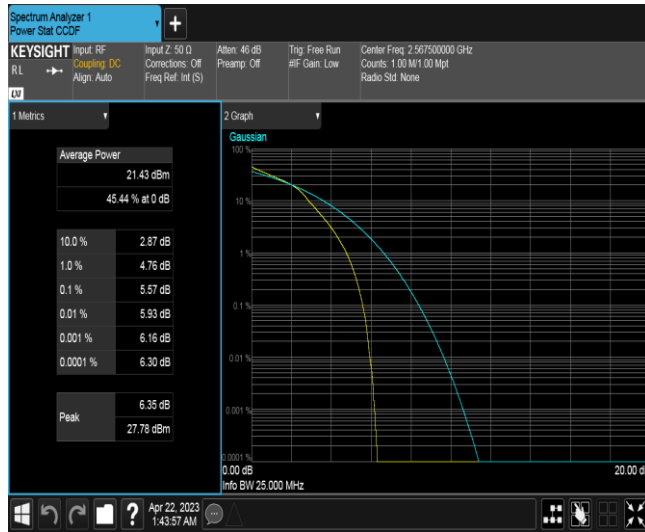 Spectrum Analyzer 1
Power Stat CCDF
+
KEYSIGHT
RL
LXI
Input: RF
Coupling: DC
Align: Auto
Input Z: 50 Ω
Corrections: Off
Freq Ref: Int (S)
Atten: 46 dB
Preamp: Off
Trig: Free Run
#IF Gain: Low
Center Freq: 2.567500000 GHz
Counts: 1.00 M/1.00 Mpt
Radio Std: None
1 Metrics
Average Power
21.43 dBm
45.44 % at 0 dB
10.0 % 2.87 dB
1.0 % 4.76 dB
0.1 % 5.57 dB
0.01 % 5.93 dB
0.001 % 6.16 dB
0.0001 % 6.30 dB
Peak
6.35 dB
27.78 dBm
2 Graph
Gaussian
100 %
10 %
1 %
0.1 %
0.01 %
0.001 %
0.0001 %
0.00 dB
20.00 d
Info BW 25.000 MHz
?
Apr 22, 2023
1:43:57 AM